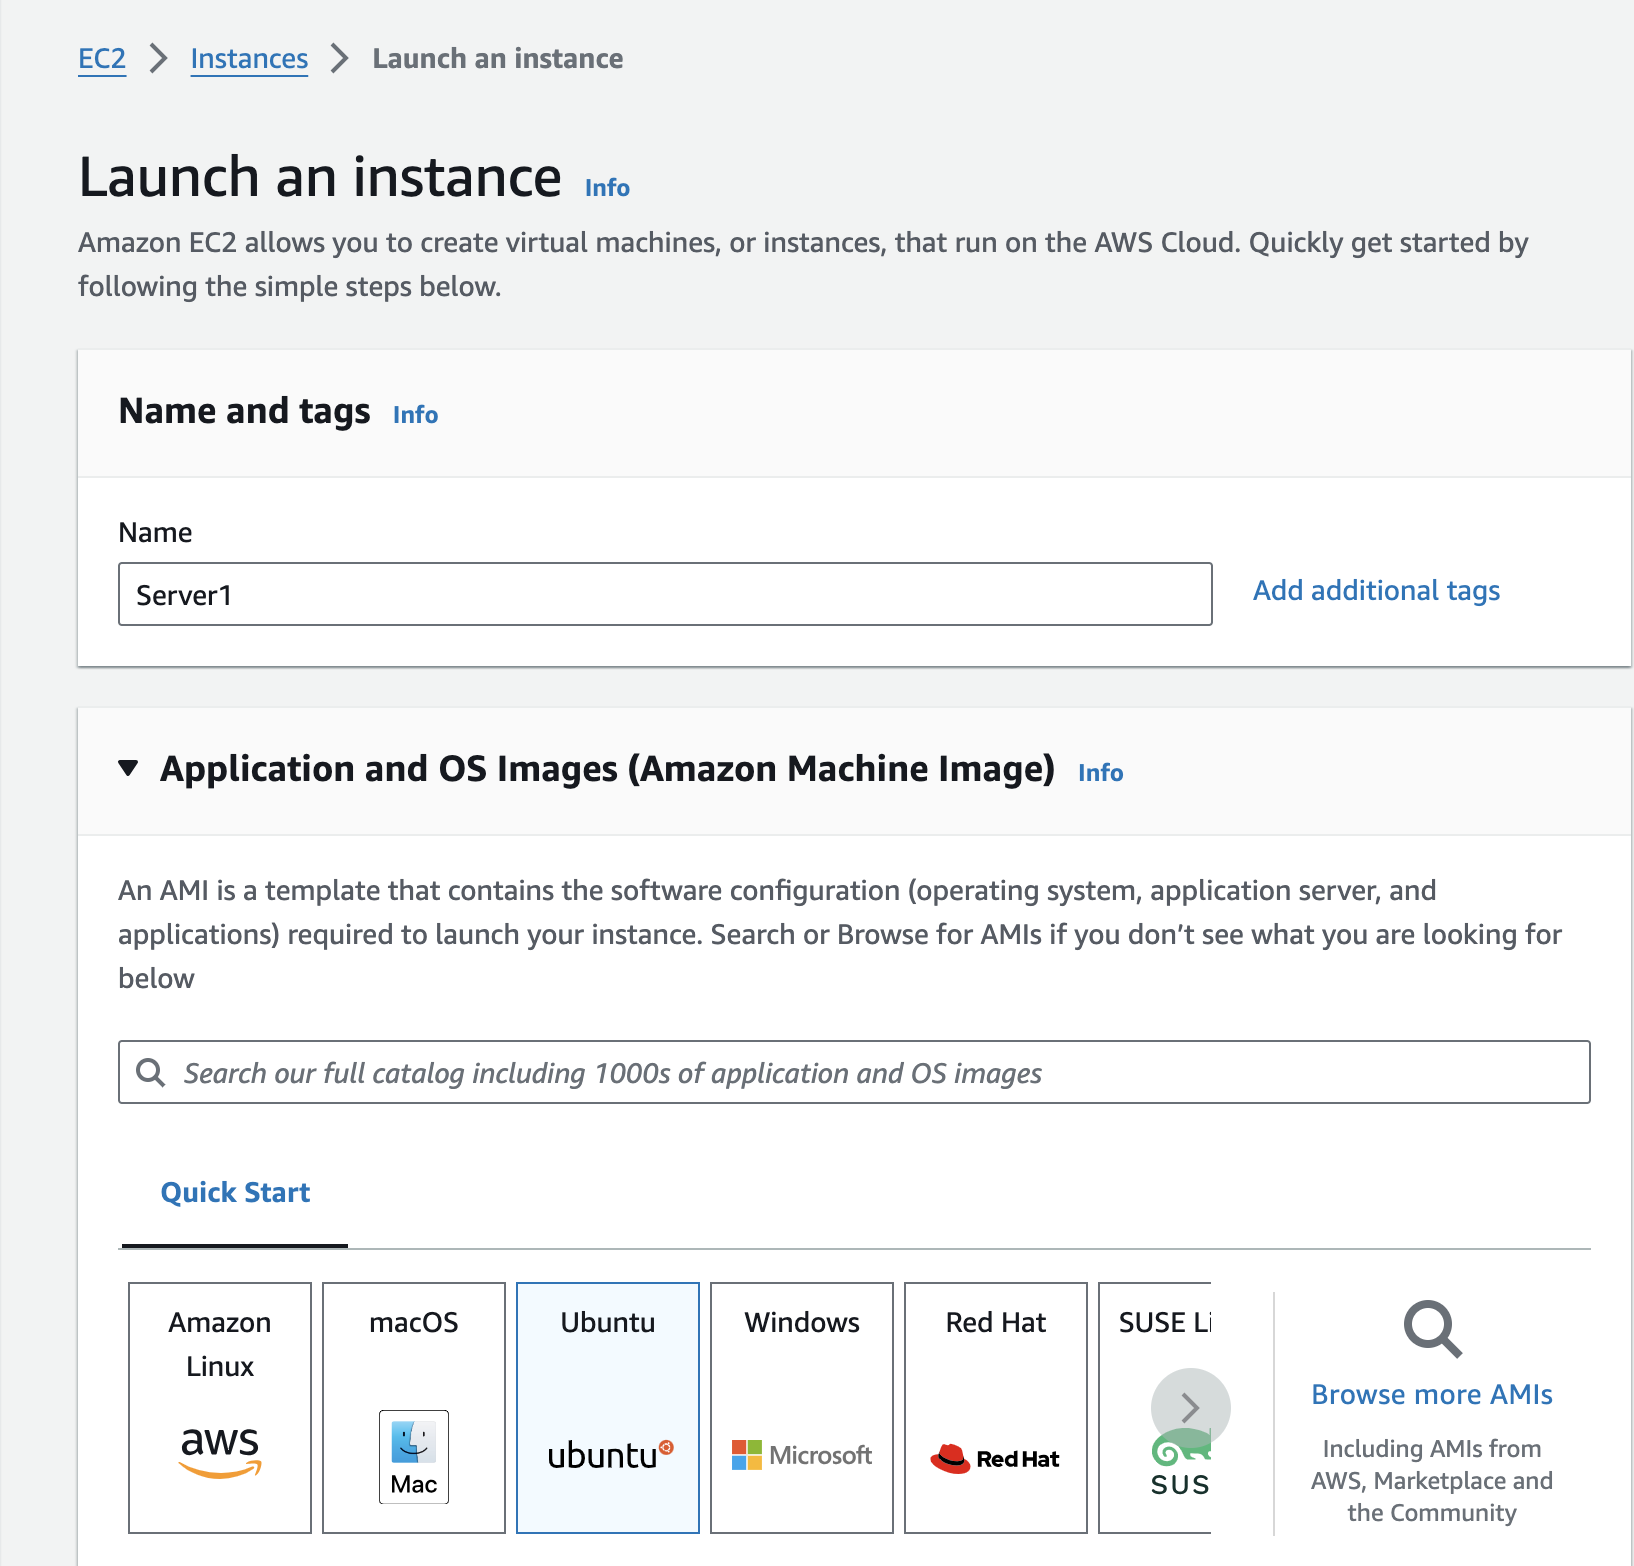 EC2 > Instances > Launch an instance
Launch an instance Info
Amazon EC2 allows you to create virtual machines, or instances, that run on the AWS Cloud. Quickly get started by
following the simple steps below.
Name and tags Info
Name
Server1
Add additional tags
Application and OS Images (Amazon Machine Image) Info
An AMI is a template that contains the software configuration (operating system, application server, and
applications) required to launch your instance. Search or Browse for AMIs if you don’t see what you are looking for
below
Search our full catalog including 1000s of application and OS images
Quick Start
Amazon
Linux
aws
macOS
Mac
Ubuntu
ubuntu
Windows
Microsoft
Red Hat
Red Hat
SUSE Li
SUS
Browse more AMIs
Including AMIs from
AWS, Marketplace and
the Community